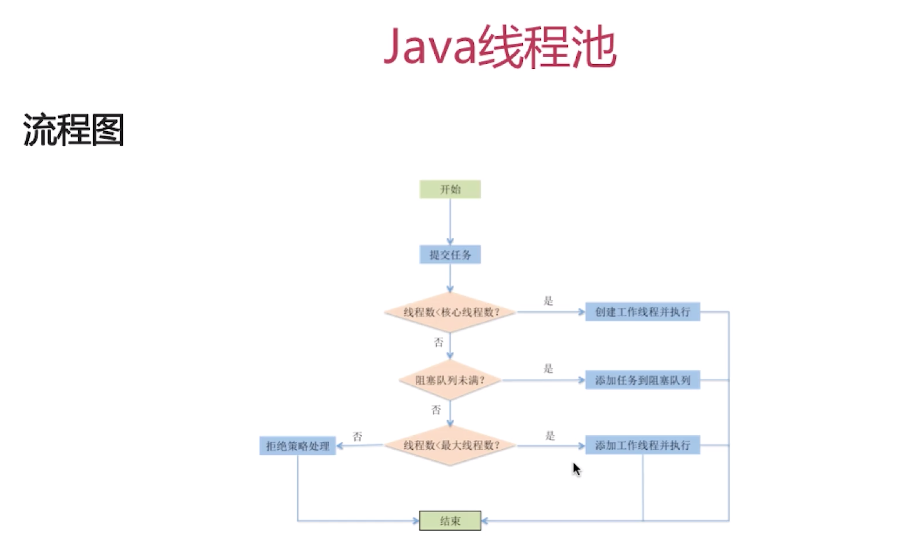 Java线程池
流程图
开始
提交任务
线程数<核心线程数?
是
创建工作线程并执行
否
阻塞队列未满?
是
添加任务到阻塞队列
否
拒绝策略处理
否
线程数<最大线程数?
是
添加工作线程并执行
结束